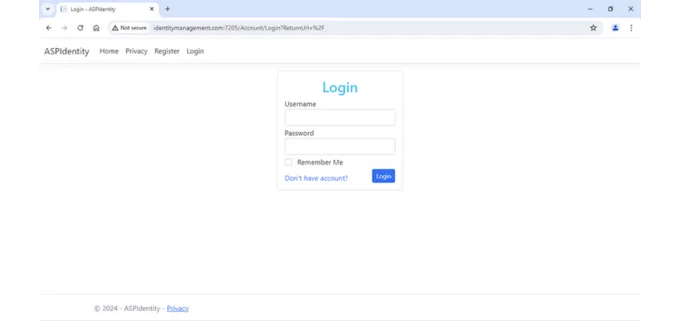 Login - ASPIdentity
Not secure identitymanagement.com:7205/Account/Login?ReturnUrl=%2F
ASPIdentity Home Privacy Register Login
Login
Username
Password
Remember Me
Don't have account? Login
© 2024 - ASPIdentity - Privacy